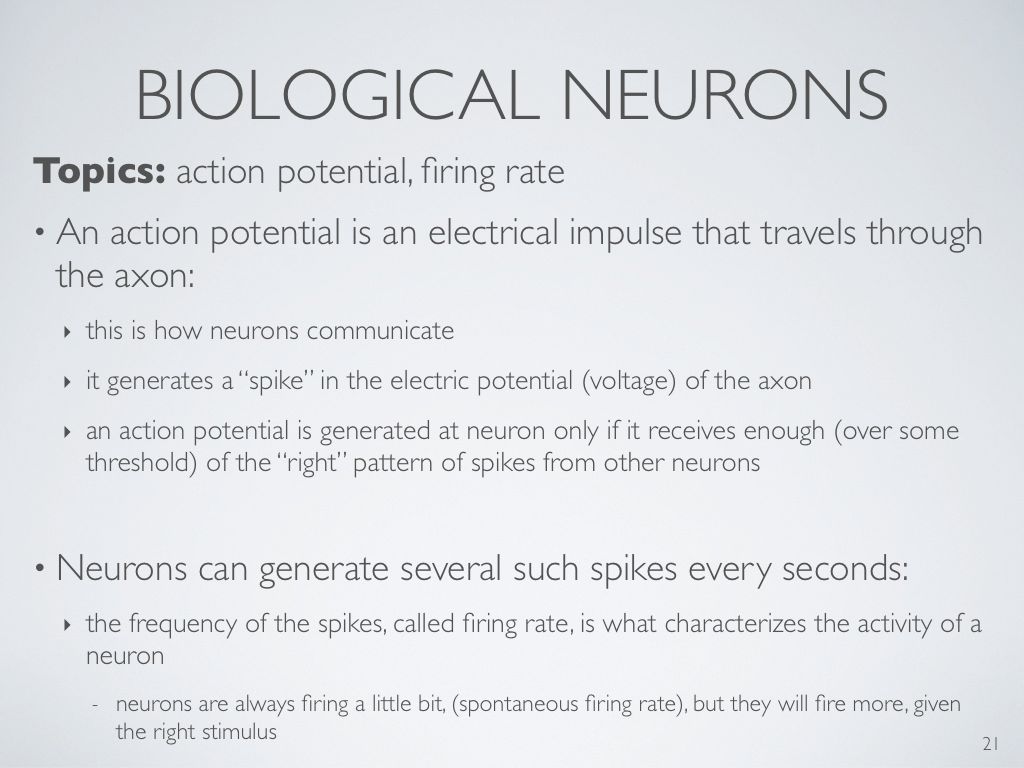 BIOLOGICAL NEURONS
Topics: action potential, firing rate
• An action potential is an electrical impulse that travels through
the axon:
‣ this is how neurons communicate
‣ it generates a “spike” in the electric potential (voltage) of the axon
‣ an action potential is generated at neuron only if it receives enough (over some
threshold) of the “right” pattern of spikes from other neurons
• Neurons can generate several such spikes every seconds:
‣ the frequency of the spikes, called firing rate, is what characterizes the activity of a
neuron
- neurons are always firing a little bit, (spontaneous firing rate), but they will fire more, given
the right stimulus
21